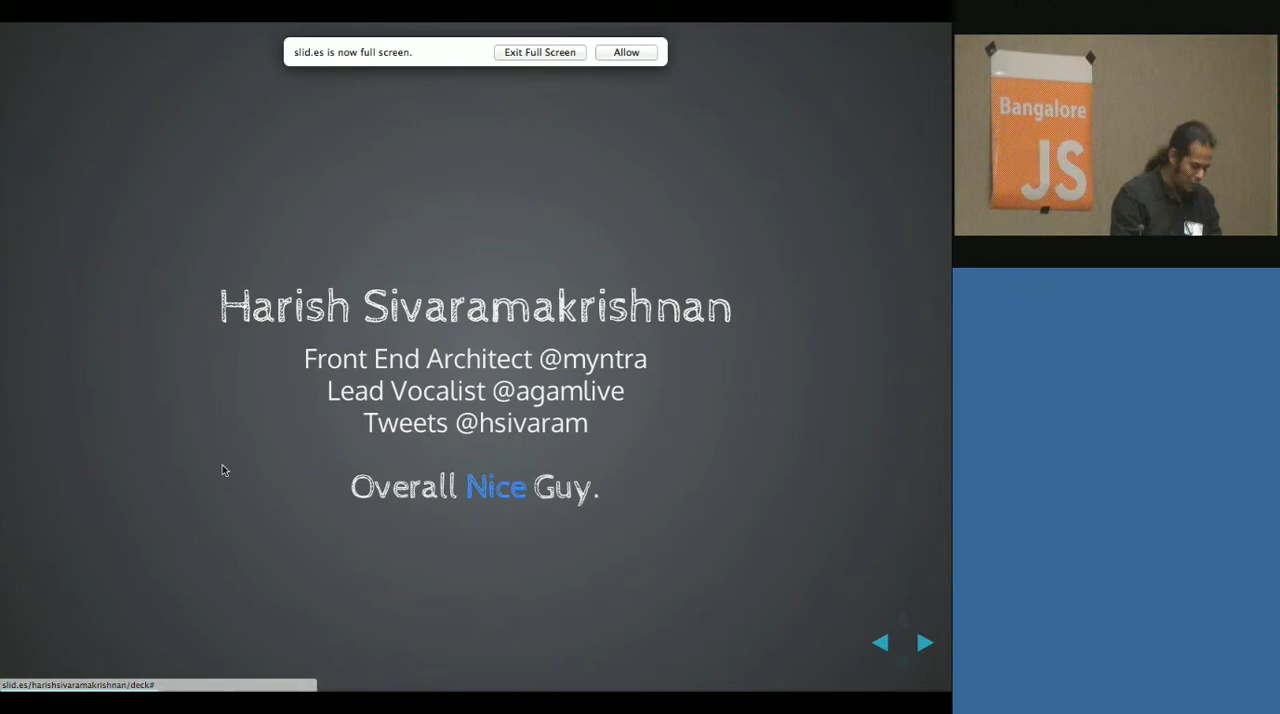 slid.es is now full screen.
Exit Full Screen
Allow
Bangalore
JS
Harish Sivaramakrishnan
Front End Architect @myntra
Lead Vocalist @agamlive
Tweets @hsivaram
Overall Nice Guy.
slid.es/harishsivaramakrishnan/deck#